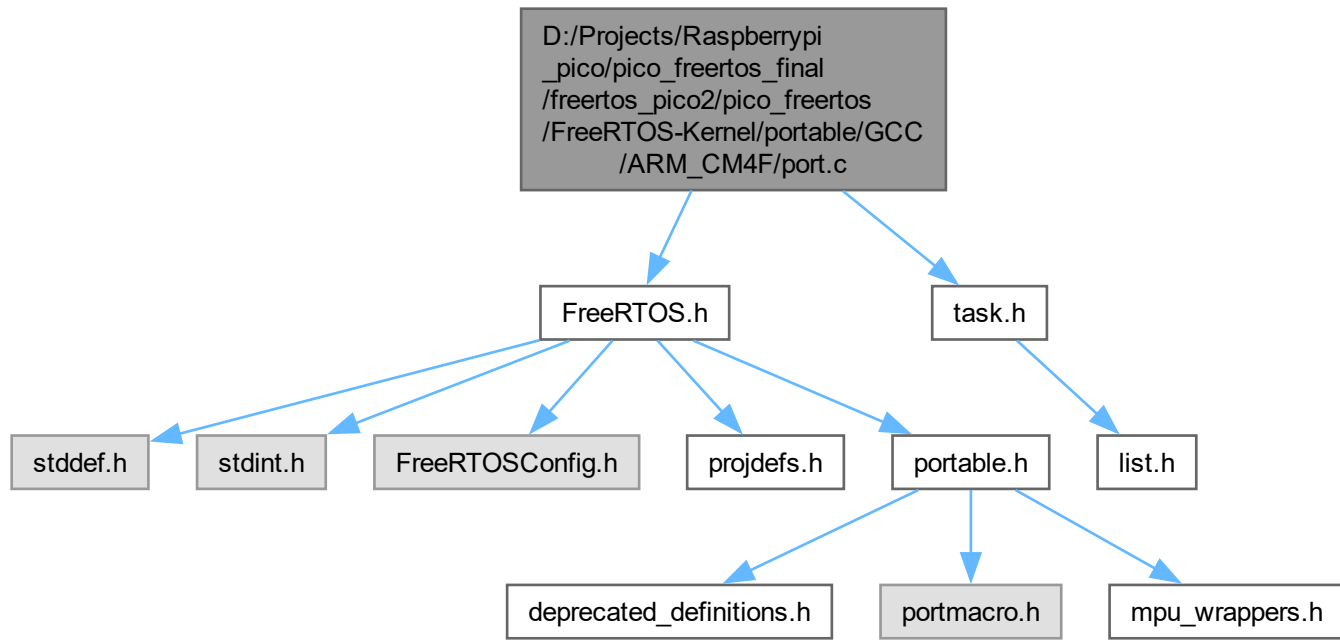 D:/Projects/Raspberrypi
_pico/pico_freertos_final
/freertos_pico2/pico_freertos
/FreeRTOS-Kernel/portable/GCC
/ARM_CM4F/port.c
FreeRTOS.h
task.h
stddef.h
stdint.h
FreeRTOSConfig.h
projdefs.h
portable.h
list.h
deprecated_definitions.h
portmacro.h
mpu_wrappers.h